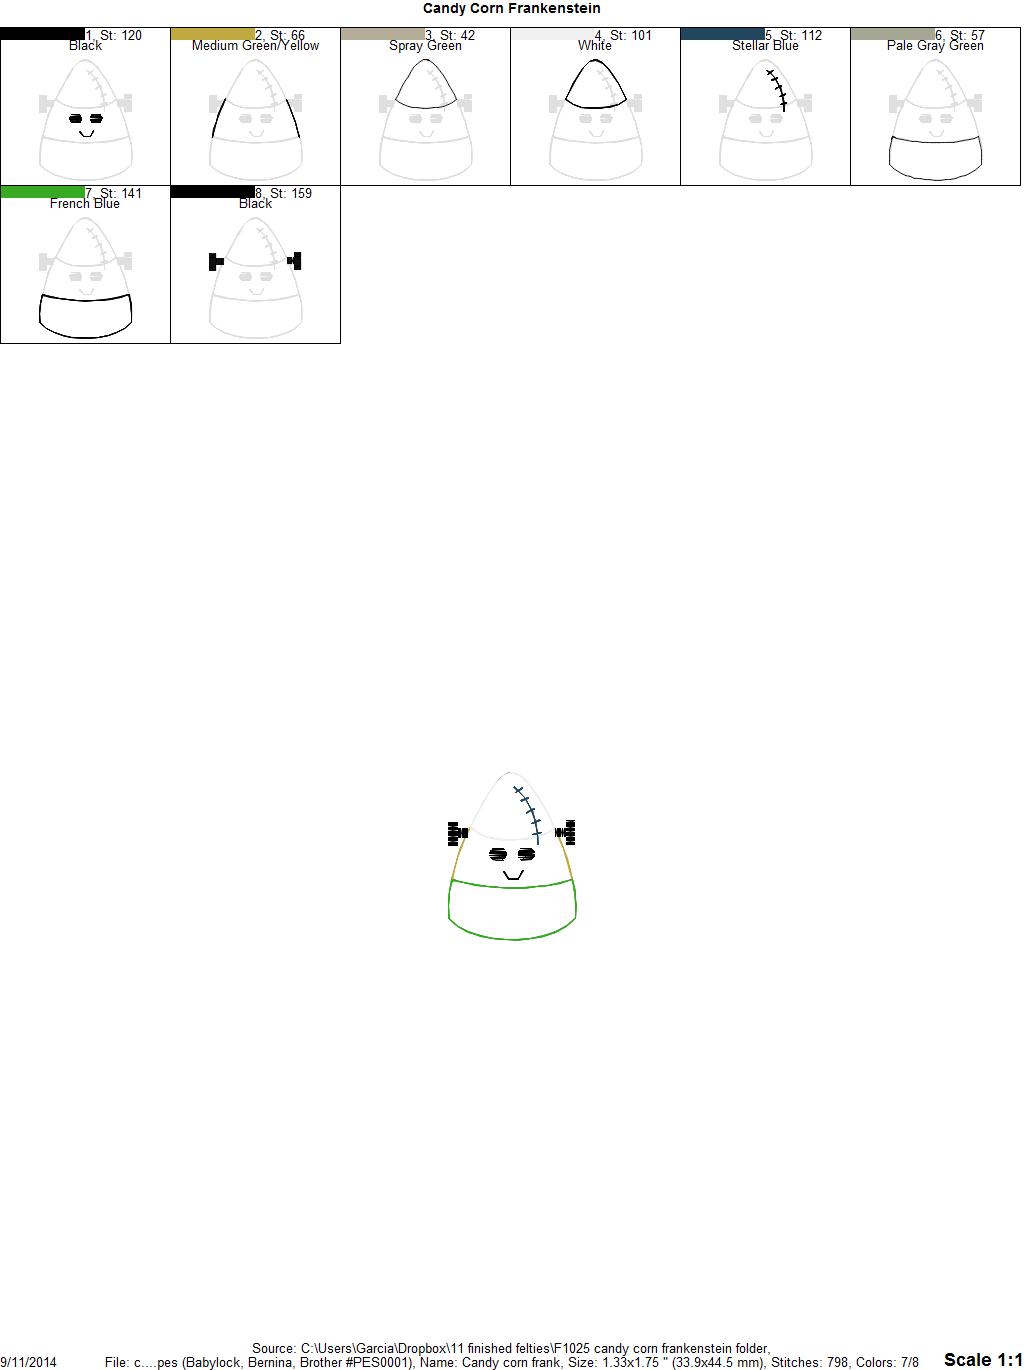 Candy Corn Frankenstein
1, St: 120
Black
2, St: 66
Medium Green/Yellow
3, St: 42
Spray Green
4, St: 101
White
5, St: 112
Stellar Blue
6, St: 57
Pale Gray Green
7, St: 141
French Blue
8, St: 159
Black
Source: C:\Users\Garcia\Dropbox\11 finished felties\F1025 candy corn frankenstein folder,
9/11/2014 File: c....pes (Babylock, Bernina, Brother #PES0001), Name: Candy corn frank, Size: 1.33x1.75 " (33.9x44.5 mm), Stitches: 798, Colors: 7/8 Scale 1:1